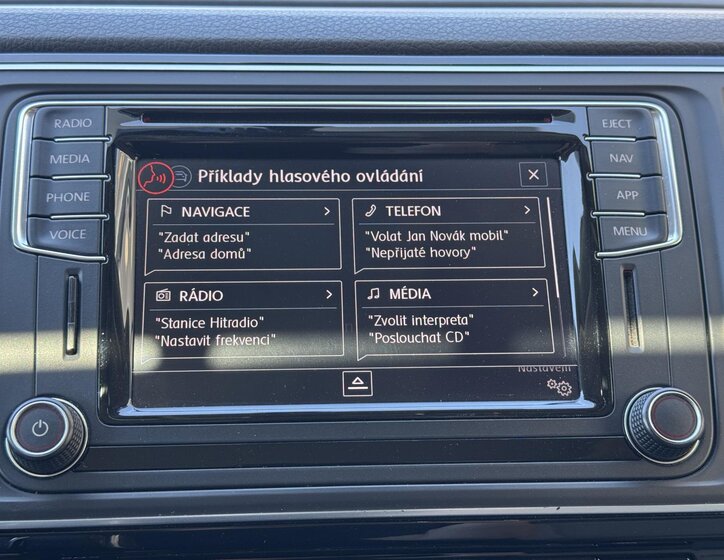 RADIO
MEDIA
PHONE
VOICE
EJECT
NAV
APP
MENU
Příklady hlasového ovládání
NAVIGACE
"Zadat adresu"
"Adresa domů"
TELEFON
"Volat Jan Novák mobil"
"Nepřijaté hovory"
RÁDIO
"Stanice Hitradio"
"Nastavit frekvenci"
MÉDIA
"Zvolit interpreta"
"Poslouchat CD"
Nastavení